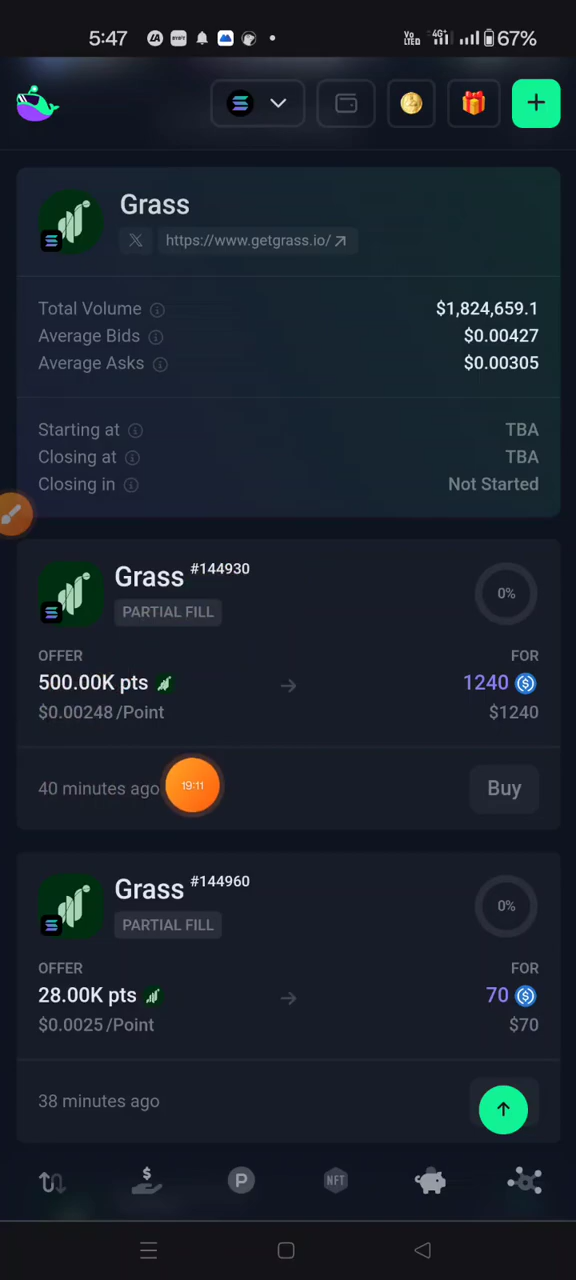 5:47 67%
Grass
https://www.getgrass.io/
Total Volume $1,824,659.1
Average Bids $0.00427
Average Asks $0.00305
Starting at TBA
Closing at TBA
Closing in Not Started
Grass #144930
PARTIAL FILL
0%
OFFER FOR
500.00K pts 1240
$0.00248/Point $1240
40 minutes ago 19:11 Buy
Grass #144960
PARTIAL FILL
0%
OFFER FOR
28.00K pts 70
$0.0025/Point $70
38 minutes ago
P NFT